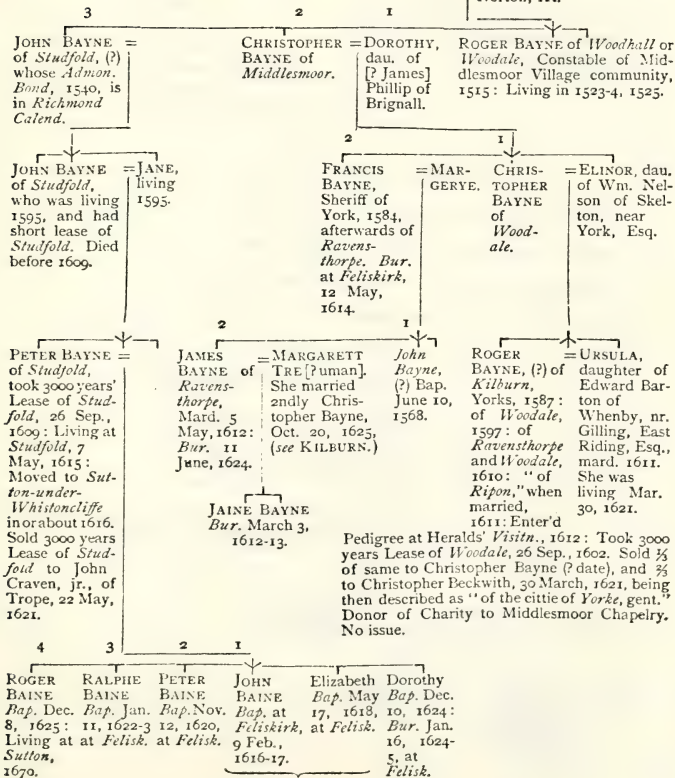 3
2
1
JOHN BAYNE =
of Studfold, (?)
whose Admon.
Bond, 1540, is
in Richmond
Calend.
CHRISTOPHER =
BAYNE of
Middlesmoor.
DOROTHY,
dau. of
[? James]
Phillip of
Brignall.
ROGER BAYNE of Woodhall or
Woodale, Constable of Mid-
dlesmoor Village community,
1515: Living in 1523-4, 1525.
2
1
JOHN BAYNE
of Studfold,
who was living
1595, and had
short lease of
Studfold. Died
before 1609.
=JANE,
living
1595.
FRANCIS
BAYNE,
Sheriff of
York, 1584,
afterwards of
Ravens-
thorpe. Bur.
at Feliskirk,
12 May,
1614.
=MAR-
GERYE.
CHRIS-
TOPHER
BAYNE
of
Wood-
ale.
=ELINOR, dau.
of Wm. Nel-
son of Skel-
ton, near
York, Esq.
2
1
PETER BAYNE =
of Studfold,
took 3000 years'
Lease of Stud-
fold, 26 Sep.,
1609: Living at
Studfold, 7
May, 1615:
Moved to Sut-
ton-under-
Whistoncliffe
in or about 1616.
Sold 3000 years
Lease of Stud-
fold to John
Craven, jr., of
Trope, 22 May,
1621.
JAMES
BAYNE of
Ravens-
thorpe,
Mard. 5
May, 1612:
Bur. 11
June, 1624.
=MARGARETT
TRE[?uman].
She married
2ndly Chris-
topher Bayne,
Oct. 20, 1625,
(see KILBURN.)
John
Bayne,
(?) Bap.
June 10,
1568.
JAINE BAYNE
Bur. March 3,
1612-13.
ROGER
BAYNE, (?) of
Kilburn,
Yorks, 1587:
of Woodale,
1597: of
Ravensthorpe
and Woodale,
1610: "of
Ripon," when
married,
1611: Enter'd
=URSULA,
daughter of
Edward Bar-
ton of
Whenby, nr.
Gilling, East
Riding, Esq.,
mard. 1611.
She was
living Mar.
30, 1621.
Pedigree at Heralds' Visitn., 1612: Took 3000
years Lease of Woodale, 26 Sep., 1602. Sold ⅓
of same to Christopher Bayne (? date), and ⅔
to Christopher Beckwith, 30 March, 1621, being
then described as "of the cittie of Yorke, gent."
Donor of Charity to Middlesmoor Chapelry.
No issue.
4
3
2
1
ROGER
BAINE
Bap. Dec.
8, 1625:
Living at
Sutton,
1670.
RALPHE
BAINE
Bap. Jan.
11, 1622-3
at Felisk.
PETER
BAINE
Bap. Nov.
12, 1620,
at Felisk.
JOHN
BAINE
Bap. at
Feliskirk,
9 Feb.,
1616-17.
Elizabeth
Bap. May
17, 1618,
at Felisk.
Dorothy
Bap. Dec.
10, 1624:
Bur. Jan.
16, 1624-
5, at
Felisk.